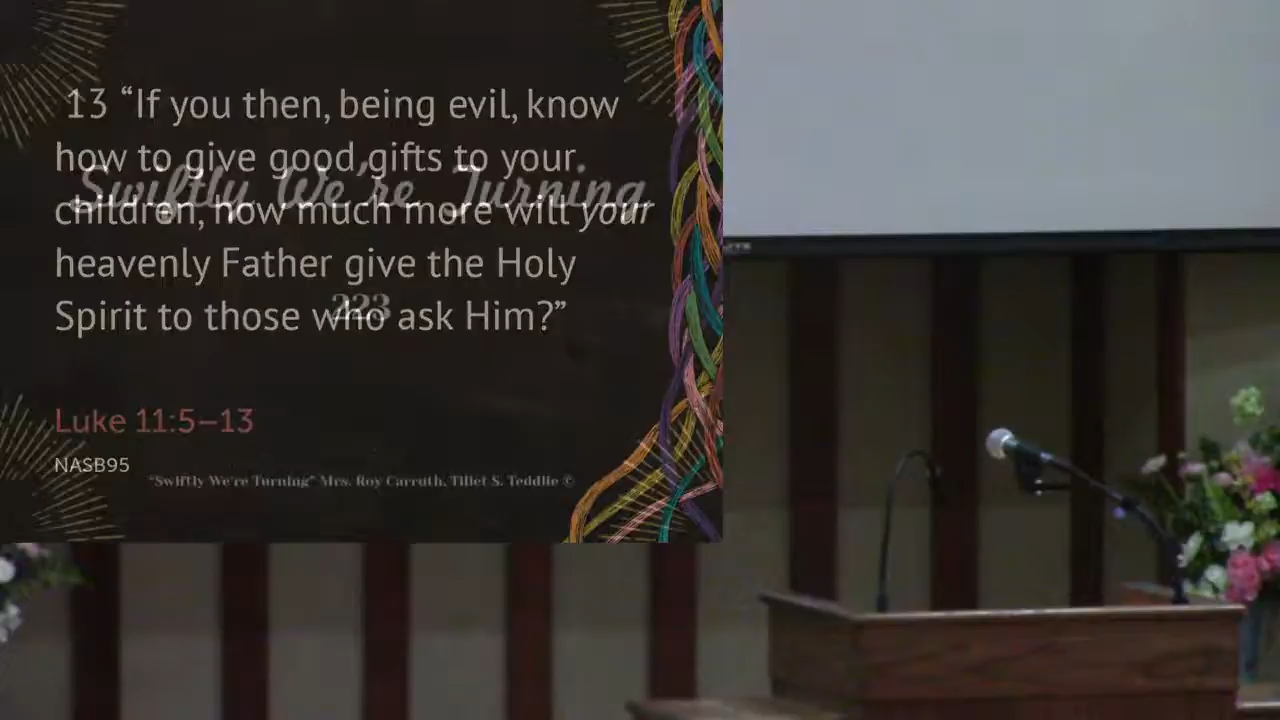 13 “If you then, being evil, know
how to give good gifts to your
Swiftly We're Turning
children, how much more will your
heavenly Father give the Holy
223
Spirit to those who ask Him?”
Luke 11:5–13
NASB95
"Swiftly We're Turning" Mrs. Roy Carruth, Tillet S. Teddlie ©